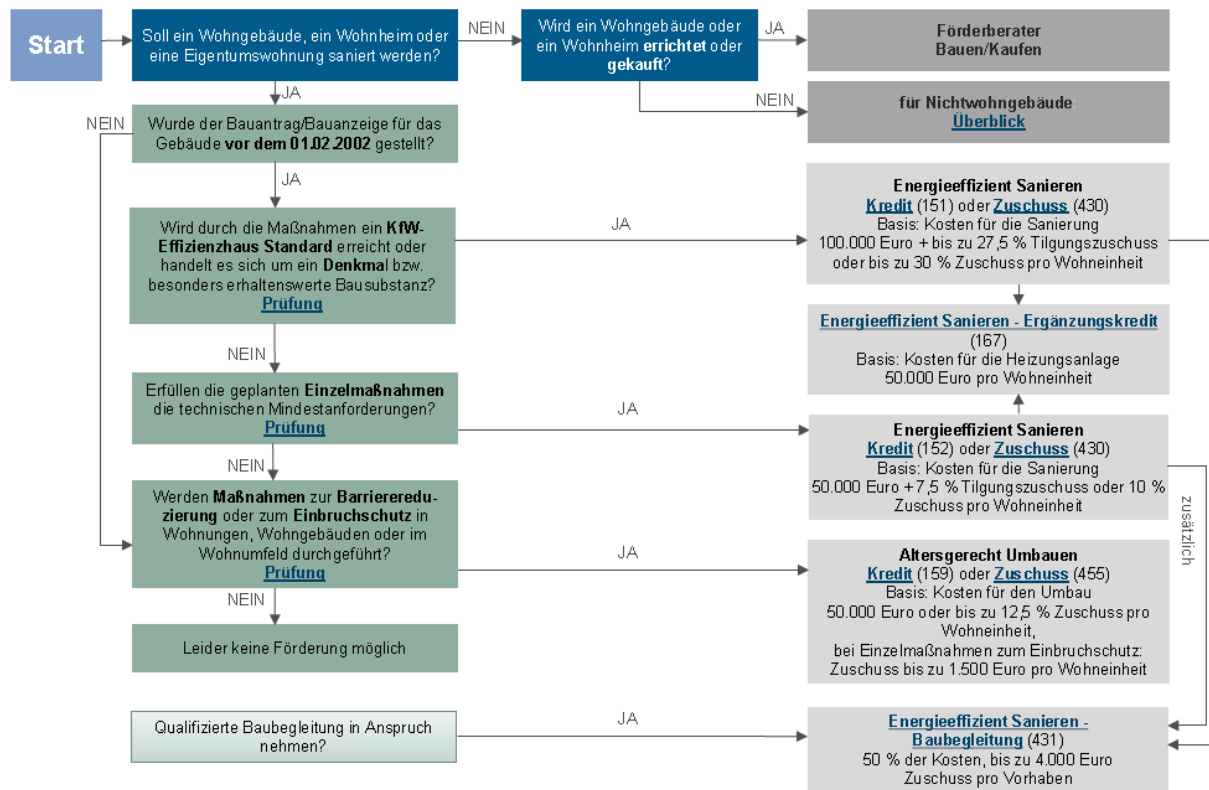 Start
Soll ein Wohngebäude, ein Wohnheim oder
eine Eigentumswohnung saniert werden?
NEIN
Wird ein Wohngebäude oder
ein Wohnheim errichtet oder
gekauft?
JA
Förderberater
Bauen/Kaufen
NEIN
für Nichtwohngebäude
Überblick
JA
NEIN
Wurde der Bauantrag/Bauanzeige für das
Gebäude vor dem 01.02.2002 gestellt?
JA
Wird durch die Maßnahmen ein KfW-
Effizienzhaus Standard erreicht oder
handelt es sich um ein Denkmal bzw.
besonders erhaltenswerte Bausubstanz?
Prüfung
JA
Energieeffizient Sanieren
Kredit (151) oder Zuschuss (430)
Basis: Kosten für die Sanierung
100.000 Euro + bis zu 27,5 % Tilgungszuschuss
oder bis zu 30 % Zuschuss pro Wohneinheit
Energieeffizient Sanieren - Ergänzungskredit
(167)
Basis: Kosten für die Heizungsanlage
50.000 Euro pro Wohneinheit
NEIN
Erfüllen die geplanten Einzelmaßnahmen
die technischen Mindestanforderungen?
Prüfung
JA
Energieeffizient Sanieren
Kredit (152) oder Zuschuss (430)
Basis: Kosten für die Sanierung
50.000 Euro +7,5 % Tilgungszuschuss oder 10 %
Zuschuss pro Wohneinheit
zusätzlich
NEIN
Werden Maßnahmen zur Barrierereedu-
zierung oder zum Einbruchschutz in
Wohnungen, Wohngebäuden oder im
Wohnumfeld durchgeführt?
Prüfung
JA
Altersgerecht Umbauen
Kredit (159) oder Zuschuss (455)
Basis: Kosten für den Umbau
50.000 Euro oder bis zu 12,5 % Zuschuss pro
Wohneinheit,
bei Einzelmaßnahmen zum Einbruchschutz:
Zuschuss bis zu 1.500 Euro pro Wohneinheit
NEIN
Leider keine Förderung möglich
Qualifizierte Baubegleitung in Anspruch
nehmen?
JA
Energieeffizient Sanieren -
Baubegleitung (431)
50 % der Kosten, bis zu 4.000 Euro
Zuschuss pro Vorhaben